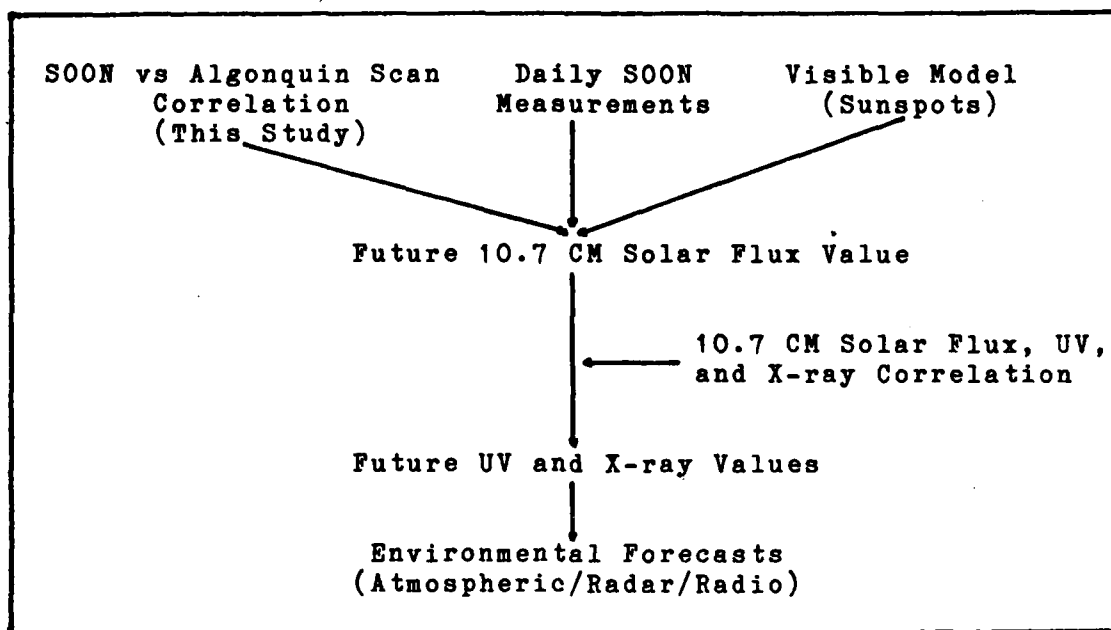 SOON vs Algonquin Scan
Correlation
(This Study)
Daily SOON
Measurements
Visible Model
(Sunspots)
Future 10.7 CM Solar Flux Value
10.7 CM Solar Flux, UV,
and X-ray Correlation
Future UV and X-ray Values
Environmental Forecasts
(Atmospheric/Radar/Radio)